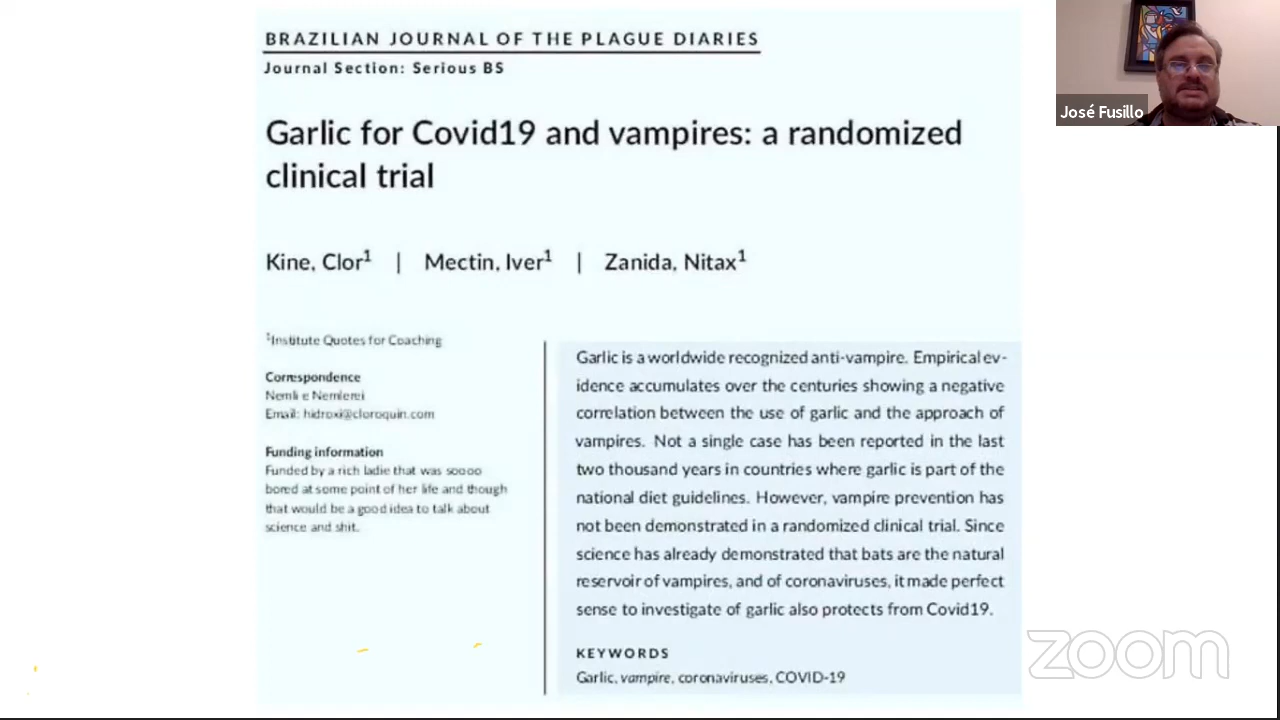 BRAZILIAN JOURNAL OF THE PLAGUE DIARIES
Journal Section: Serious BS
Garlic for Covid19 and vampires: a randomized
clinical trial
Kine, Clor1 | Mectin, Iver1 | Zanida, Nitax1
1Institute Quotes for Coaching
Correspondence
Nemli e Nemlerei
Email: hidroxi@cloroquin.com
Funding information
Funded by a rich ladie that was soooo
bored at some point of her life and though
that would be a good idea to talk about
science and shit.
Garlic is a worldwide recognized anti-vampire. Empirical ev-
idence accumulates over the centuries showing a negative
correlation between the use of garlic and the approach of
vampires. Not a single case has been reported in the last
two thousand years in countries where garlic is part of the
national diet guidelines. However, vampire prevention has
not been demonstrated in a randomized clinical trial. Since
science has already demonstrated that bats are the natural
reservoir of vampires, and of coronaviruses, it made perfect
sense to investigate of garlic also protects from Covid19.
KEYWORDS
Garlic, vampire, coronaviruses, COVID-19
José Fusillo
zoom